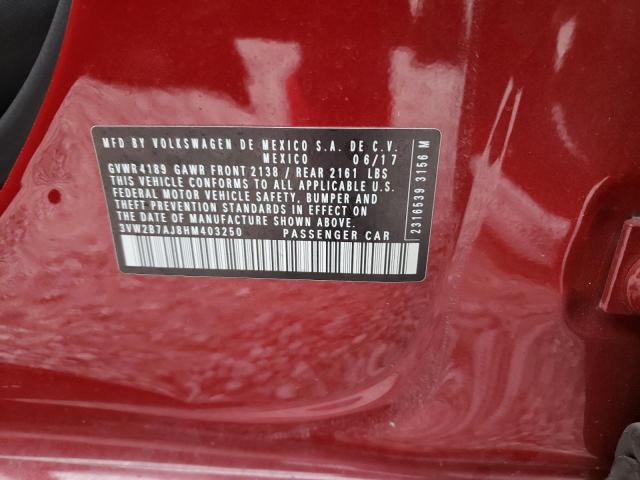 MFD BY VOLKSWAGEN DE MEXICO S.A. DE C.V.
MEXICO 06/17
GVWR 4189 GAWR FRONT 2138 / REAR 2161 LBS
THIS VEHICLE CONFORMS TO ALL APPLICABLE U.S.
FEDERAL MOTOR VEHICLE SAFETY, BUMPER AND
THEFT PREVENTION STANDARDS IN EFFECT ON
THE DATE OF MANUFACTURE SHOWN ABOVE.
3VW2B7AJ8HM403250 PASSENGER CAR
2316539 3156 M